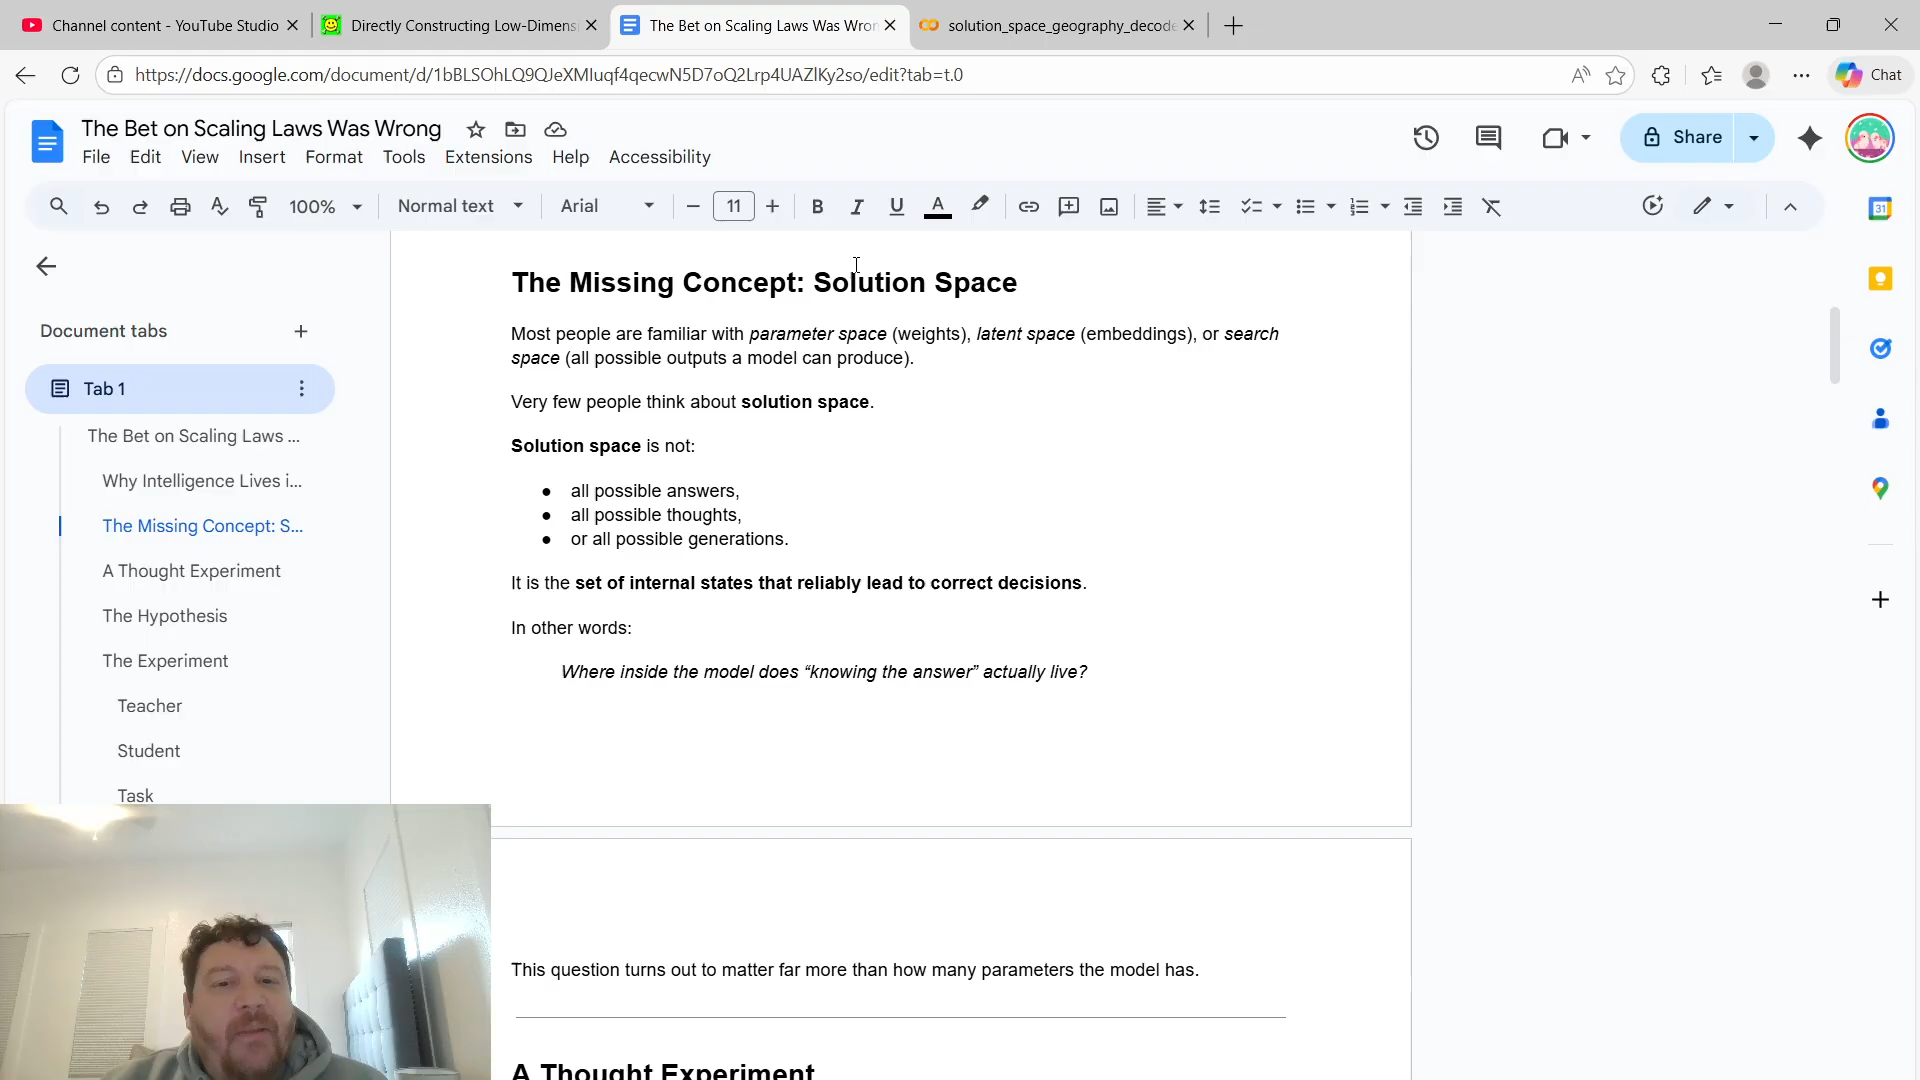 Channel content - YouTube Studio
Directly Constructing Low-Dimens
The Bet on Scaling Laws Was Wron
solution_space_geography_decode
https://docs.google.com/document/d/1bBLSOhLQ9QJeXMIuqf4qecwN5D7oQ2Lrp4UAZlKy2so/edit?tab=t.0
Chat
The Bet on Scaling Laws Was Wrong
File Edit View Insert Format Tools Extensions Help Accessibility
Share
100% Normal text Arial 11
31
Document tabs
Tab 1
The Bet on Scaling Laws ...
Why Intelligence Lives i...
The Missing Concept: S...
A Thought Experiment
The Hypothesis
The Experiment
Teacher
Student
Task
The Missing Concept: Solution Space
Most people are familiar with parameter space (weights), latent space (embeddings), or search
space (all possible outputs a model can produce).
Very few people think about solution space.
Solution space is not:
● all possible answers,
● all possible thoughts,
● or all possible generations.
It is the set of internal states that reliably lead to correct decisions.
In other words:
Where inside the model does “knowing the answer” actually live?
This question turns out to matter far more than how many parameters the model has.
A Thought Experiment